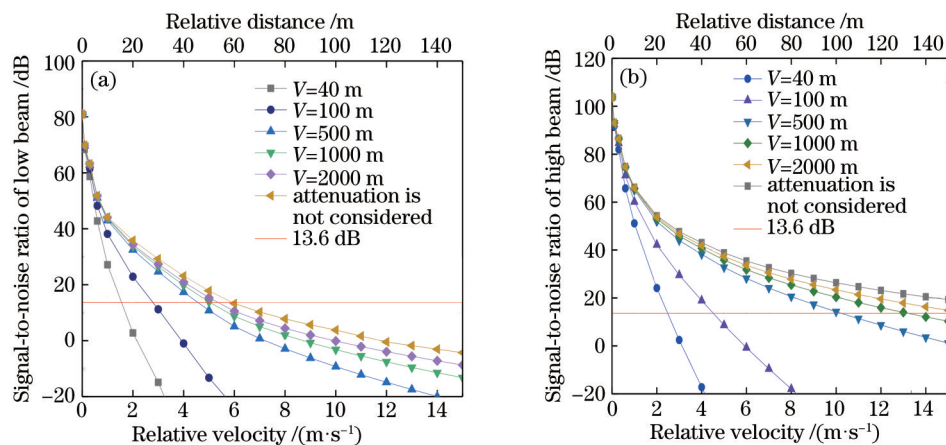 Relative distance /m
0 20 40 60 80 100 120 140
100
80
60
40
20
0
−20
Signal-to-noise ratio of low beam /dB
(a)
V=40 m
V=100 m
V=500 m
V=1000 m
V=2000 m
attenuation is
not considered
13.6 dB
0 2 4 6 8 10 12 14
Relative velocity /(m·s⁻¹)
Relative distance /m
0 20 40 60 80 100 120 140
120
100
80
60
40
20
0
−20
Signal-to-noise ratio of high beam /dB
(b)
V=40 m
V=100 m
V=500 m
V=1000 m
V=2000 m
attenuation is
not considered
13.6 dB
0 2 4 6 8 10 12 14
Relative velocity /(m·s⁻¹)